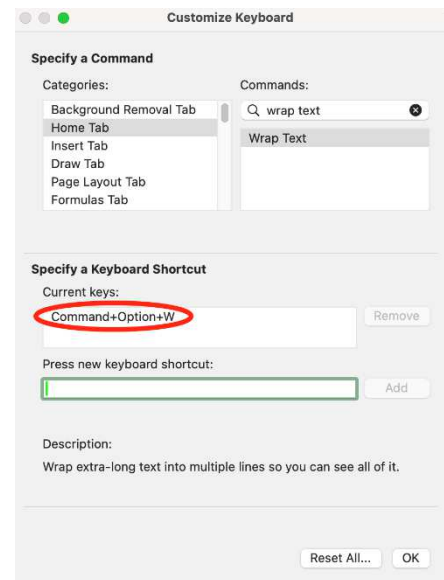 Customize Keyboard
Specify a Command
Categories:
Commands:
Background Removal Tab
Home Tab
Insert Tab
Draw Tab
Page Layout Tab
Formulas Tab
wrap text
Wrap Text
Specify a Keyboard Shortcut
Current keys:
Command+Option+W
Remove
Press new keyboard shortcut:
Add
Description:
Wrap extra-long text into multiple lines so you can see all of it.
Reset All...
OK